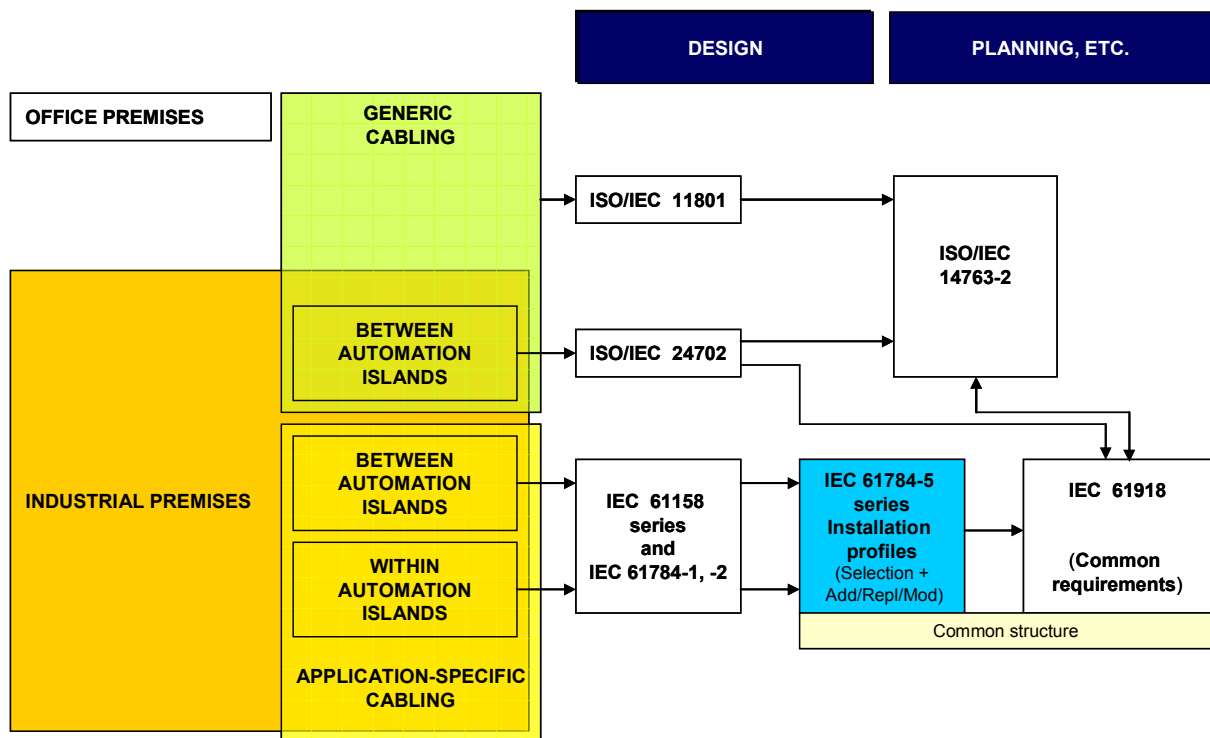 DESIGN
PLANNING, ETC.
OFFICE PREMISES
GENERIC
CABLING
ISO/IEC 11801
ISO/IEC
14763-2
BETWEEN
AUTOMATION
ISLANDS
ISO/IEC 24702
INDUSTRIAL PREMISES
BETWEEN
AUTOMATION
ISLANDS
WITHIN
AUTOMATION
ISLANDS
APPLICATION-SPECIFIC
CABLING
IEC 61158
series
and
IEC 61784-1, -2
IEC 61784-5
series
Installation
profiles
(Selection +
Add/Repl/Mod)
IEC 61918
(Common
requirements)
Common structure